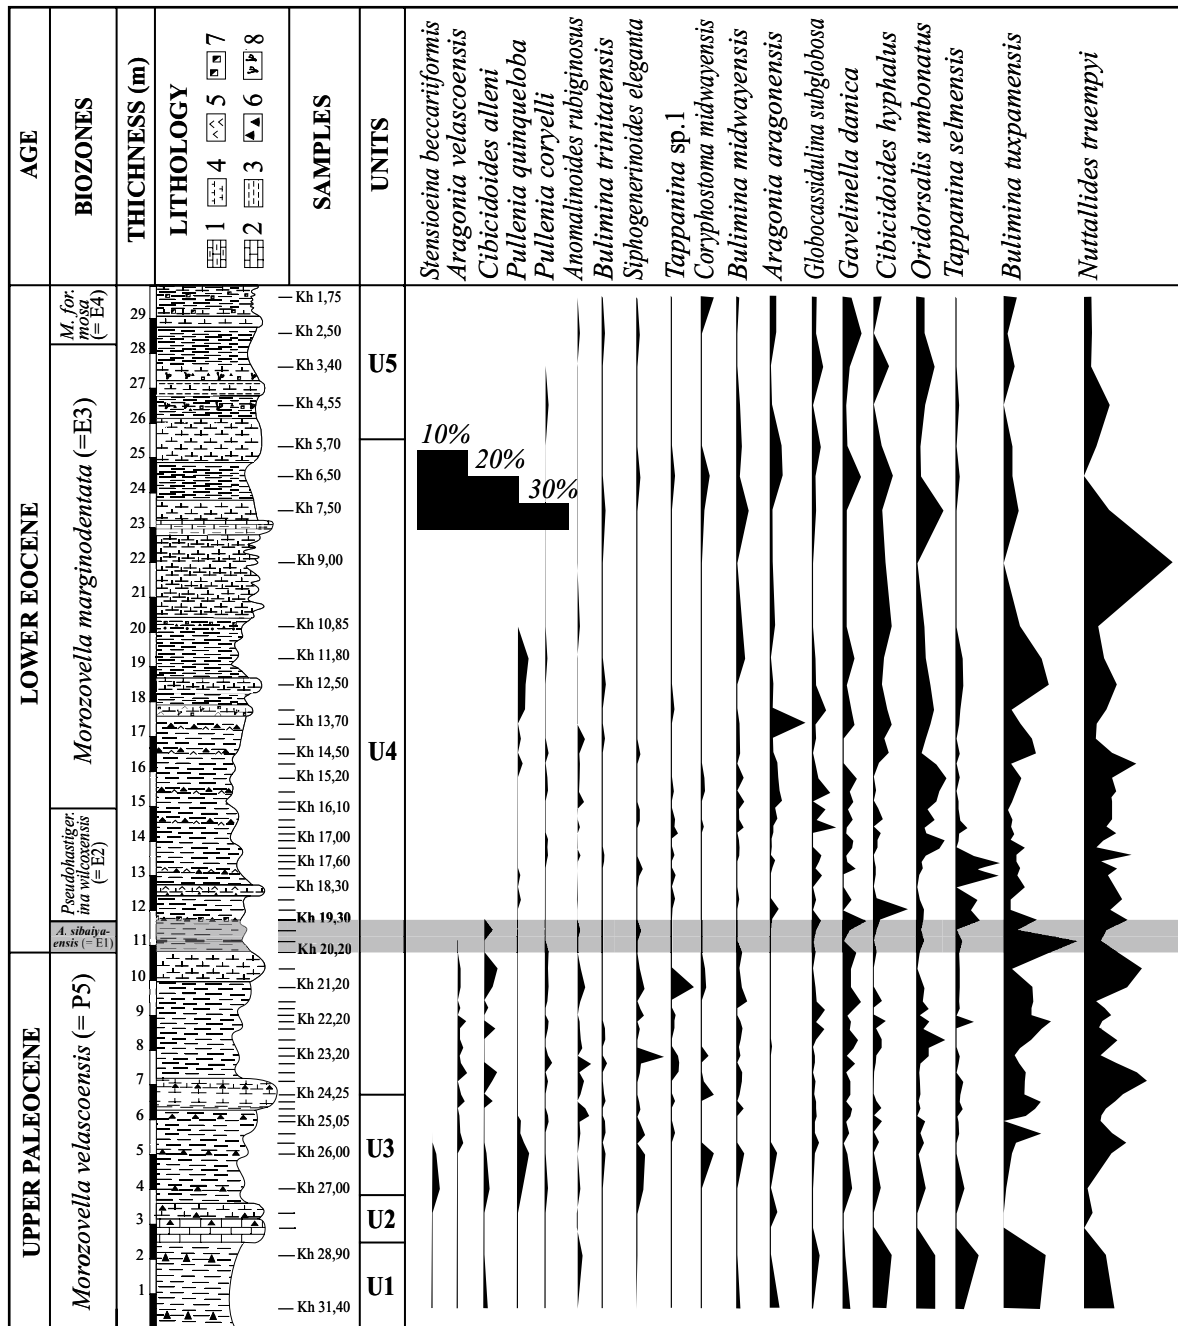 AGE
BIOZONES
THICHNESS (m)
LITHOLOGY
1 4 5 7
2 3 6 8
SAMPLES
UNITS
Stensioeina beccariiformis
Aragonia velascoensis
Cibicidoides alleni
Pullenia quinqueloba
Pullenia coryelli
Anomalinoides rubiginosus
Bulimina trinitatensis
Siphogenerinoides eleganta
Tappanina sp.1
Coryphostoma midwayensis
Bulimina midwayensis
Aragonia aragonensis
Globocassidulina subglobosa
Gavelinella danica
Cibicidoides hyphalus
Oridorsalis umbonatus
Tappanina selmensis
Bulimina tuxpamensis
Nuttallides truempyi
LOWER EOCENE
UPPER PALEOCENE
M. for.
mosa
(= E4)
Morozovella marginodentata (=E3)
Pseudohastiger.
ina wilcoxensis
(= E2)
A. sibaiya-
ensis (= E1)
Morozovella velascoensis (= P5)
29
28
27
26
25
24
23
22
21
20
19
18
17
16
15
14
13
12
11
10
9
8
7
6
5
4
3
2
1
Kh 1,75
Kh 2,50
Kh 3,40
Kh 4,55
Kh 5,70
Kh 6,50
Kh 7,50
Kh 9,00
Kh 10,85
Kh 11,80
Kh 12,50
Kh 13,70
Kh 14,50
Kh 15,20
Kh 16,10
Kh 17,00
Kh 17,60
Kh 18,30
Kh 19,30
Kh 20,20
Kh 21,20
Kh 22,20
Kh 23,20
Kh 24,25
Kh 25,05
Kh 26,00
Kh 27,00
Kh 28,90
Kh 31,40
U5
U4
U3
U2
U1
10%
20%
30%